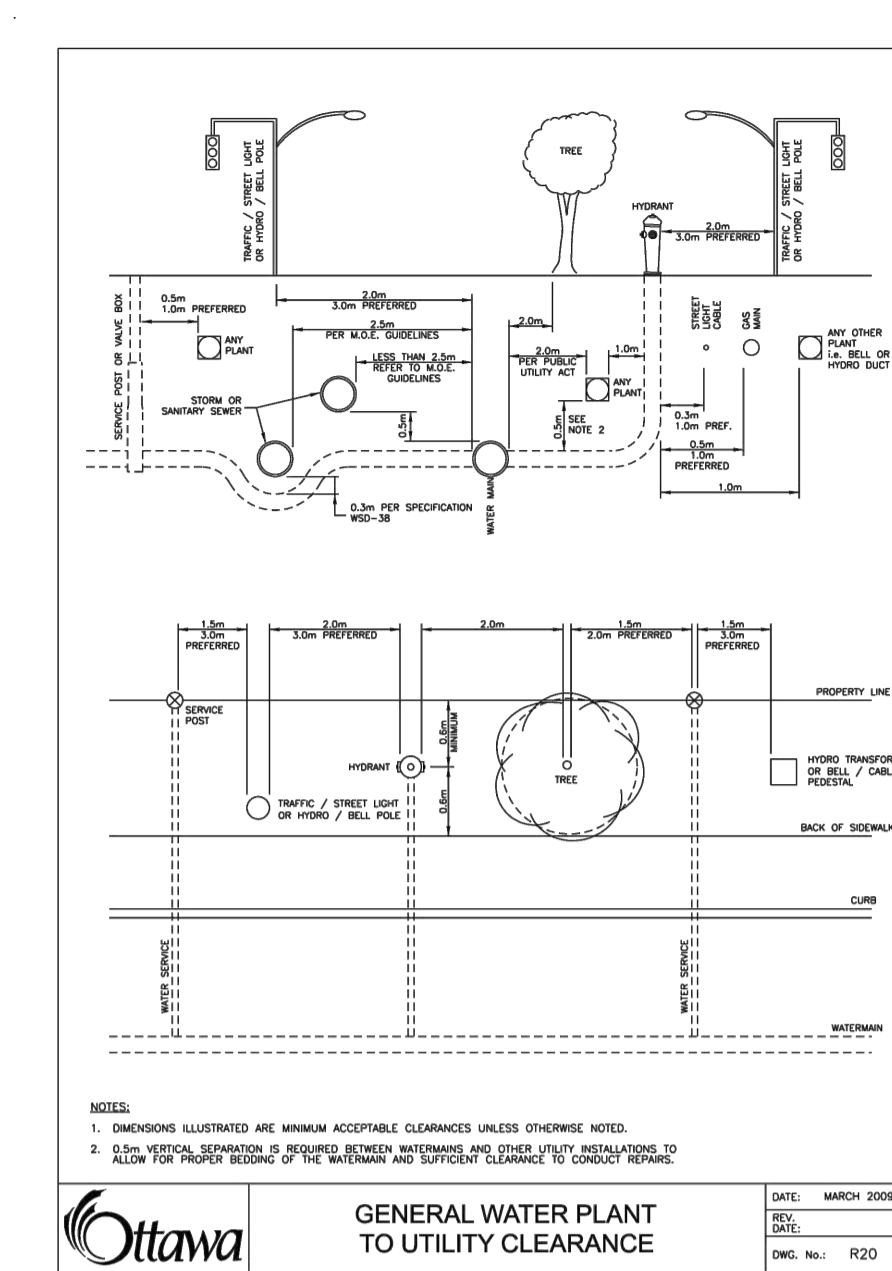 TRAFFIC / STREET LIGHT
OR HYDRO / BELL POLE
TREE
HYDRANT
2.0m
3.0m PREFERRED
TRAFFIC / STREET LIGHT
OR HYDRO / BELL POLE
SERVICE POST OR VALVE BOX
0.5m
1.0m PREFERRED
ANY
PLANT
2.0m
3.0m PREFERRED
2.5m
PER M.O.E. GUIDELINES
LESS THAN 2.5m
REFER TO M.O.E.
GUIDELINES
STORM OR
SANITARY SEWER
0.5m
0.3m PER SPECIFICATION
WSD-38
WATER MAIN
2.0m
2.0m
PER PUBLIC
UTILITY ACT
1.0m
ANY
PLANT
0.5m
SEE
NOTE 2
STREET
LIGHT
CABLE
GAS
MAIN
ANY OTHER
PLANT
i.e. BELL OR
HYDRO DUCT
0.3m
1.0m PREF.
0.5m
1.0m
PREFERRED
1.0m
1.5m
3.0m
PREFERRED
2.0m
3.0m PREFERRED
2.0m
1.5m
2.0m PREFERRED
1.5m
3.0m
PREFERRED
PROPERTY LINE
SERVICE
POST
0.6m
MINIMUM
HYDRANT
TREE
HYDRO TRANSFOR
OR BELL / CABL
PEDESTAL
TRAFFIC / STREET LIGHT
OR HYDRO / BELL POLE
0.6m
BACK OF SIDEWALK
CURB
WATER SERVICE
WATER SERVICE
WATERMAIN
NOTES:
1. DIMENSIONS ILLUSTRATED ARE MINIMUM ACCEPTABLE CLEARANCES UNLESS OTHERWISE NOTED.
2. 0.5m VERTICAL SEPARATION IS REQUIRED BETWEEN WATERMAINS AND OTHER UTILITY INSTALLATIONS TO
ALLOW FOR PROPER BEDDING OF THE WATERMAIN AND SUFFICIENT CLEARANCE TO CONDUCT REPAIRS.
Ottawa
GENERAL WATER PLANT
TO UTILITY CLEARANCE
DATE: MARCH 2009
REV.
DATE:
DWG. No.: R20